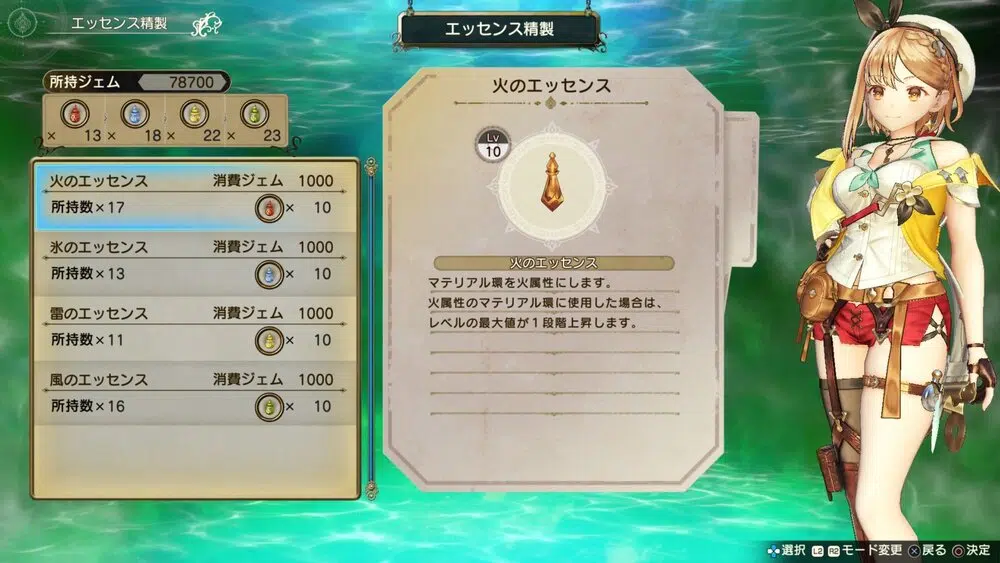 エッセンス精製
エッセンス精製
所持ジェム 78700
× 13 × 18 × 22 × 23
火のエッセンス 消費ジェム 1000
所持数×17 × 10
氷のエッセンス 消費ジェム 1000
所持数×13 × 10
雷のエッセンス 消費ジェム 1000
所持数×11 × 10
風のエッセンス 消費ジェム 1000
所持数×16 × 10
火のエッセンス
Lv
10
火のエッセンス
マテリアル環を火属性にします。
火属性のマテリアル環に使用した場合は、
レベルの最大値が1段階上昇します。
選択 L2 R2 モード変更 戻る 決定